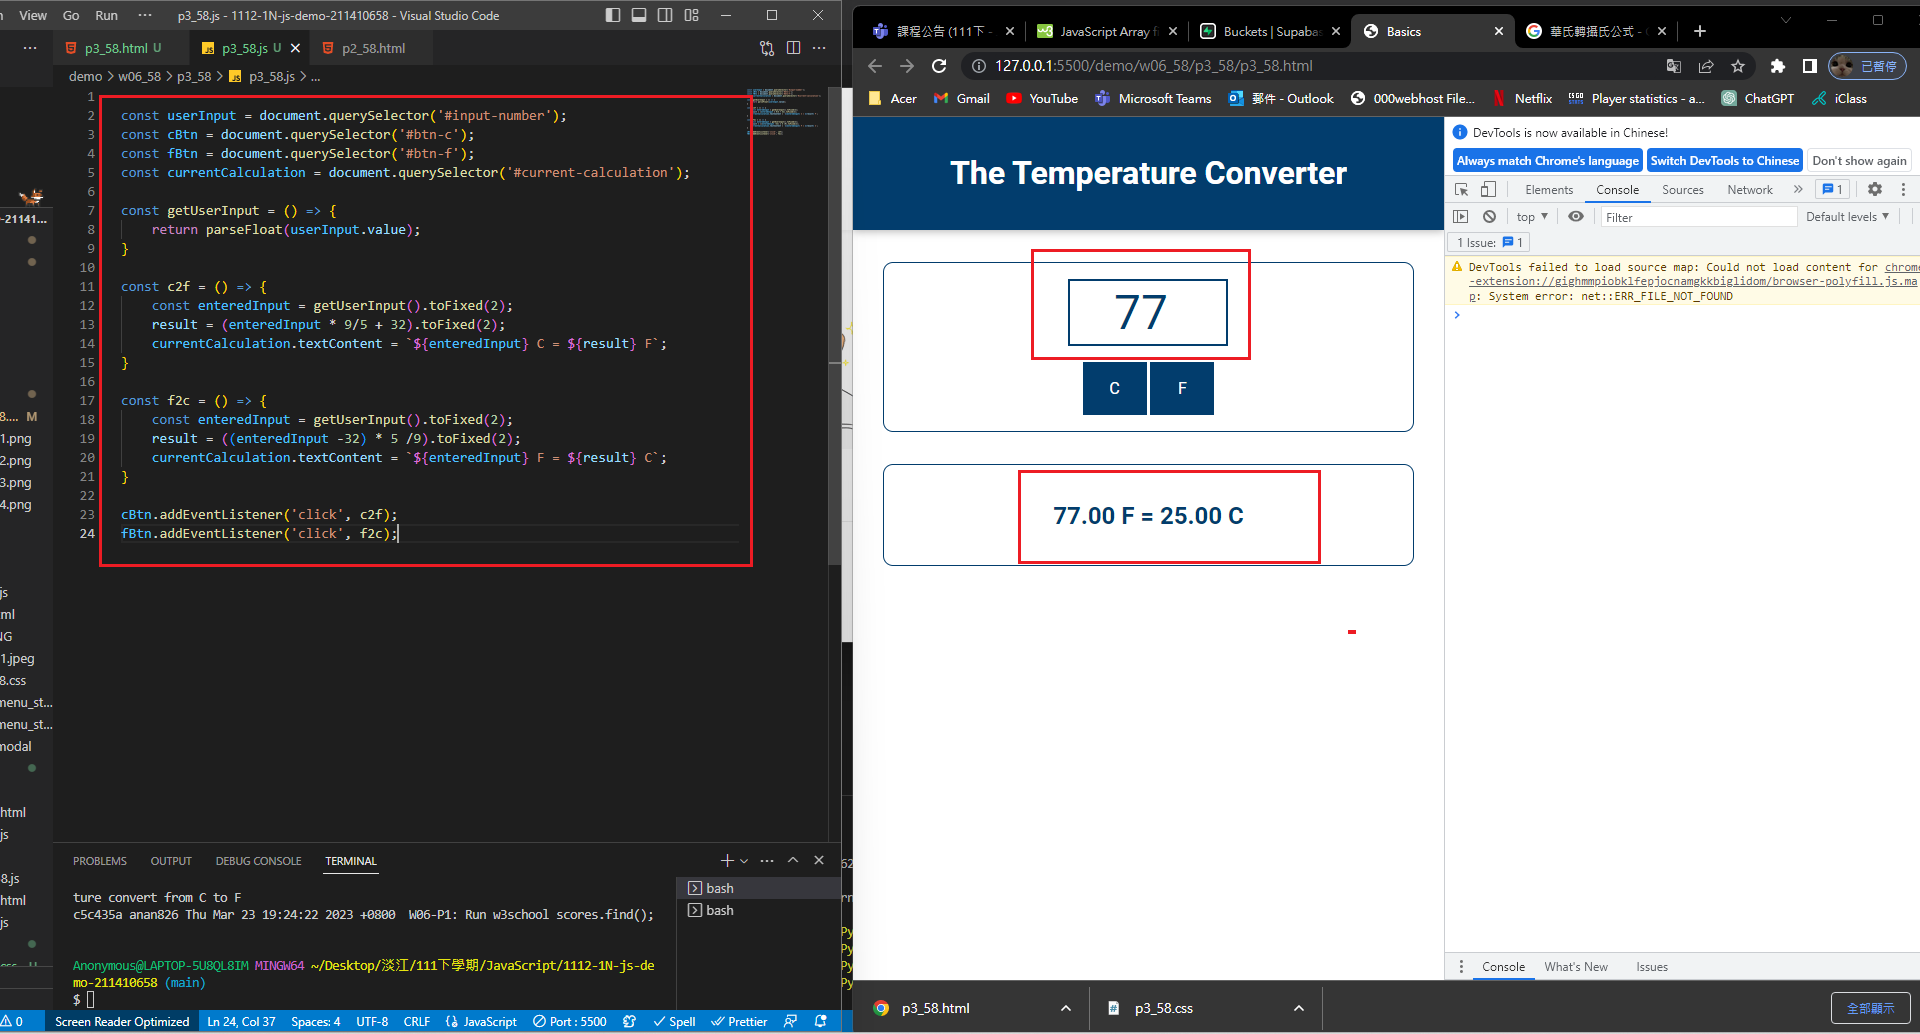 View Go Run ··· p3_58.js - 1112-1N-js-demo-211410658 - Visual Studio Code
p3_58.html U p3_58.js U p2_58.html
demo > w06_58 > p3_58 > p3_58.js > ...
1
2 const userInput = document.querySelector('#input-number');
3 const cBtn = document.querySelector('#btn-c');
4 const fBtn = document.querySelector('#btn-f');
5 const currentCalculation = document.querySelector('#current-calculation');
6
7 const getUserInput = () => {
8 return parseFloat(userInput.value);
9 }
10
11 const c2f = () => {
12 const enteredInput = getUserInput().toFixed(2);
13 result = (enteredInput * 9/5 + 32).toFixed(2);
14 currentCalculation.textContent = `${enteredInput} C = ${result} F`;
15 }
16
17 const f2c = () => {
18 const enteredInput = getUserInput().toFixed(2);
19 result = ((enteredInput -32) * 5 /9).toFixed(2);
20 currentCalculation.textContent = `${enteredInput} F = ${result} C`;
21 }
22
23 cBtn.addEventListener('click', c2f);
24 fBtn.addEventListener('click', f2c);
-21141...
8.... M
1.png
2.png
3.png
4.png
js
ml
NG
1.jpeg
8.css
menu_st...
menu_st...
modal
html
js
8.js
html
js
PROBLEMS OUTPUT DEBUG CONSOLE TERMINAL
ture convert from C to F
c5c435a anan826 Thu Mar 23 19:24:22 2023 +0800 W06-P1: Run w3school scores.find();
Anonymous@LAPTOP-5U8QL8IM MINGW64 ~/Desktop/淡江/111下學期/JavaScript/1112-1N-js-de
mo-211410658 (main)
$
bash
bash
0 Screen Reader Optimized Ln 24, Col 37 Spaces: 4 UTF-8 CRLF {} JavaScript Port : 5500 Spell Prettier
課程公告 (111下 - JavaScript Array fi Buckets | Supabas Basics 華氏轉攝氏公式 -
127.0.0.1:5500/demo/w06_58/p3_58/p3_58.html 已暫停
Acer Gmail YouTube Microsoft Teams 郵件 - Outlook 000webhost File... Netflix Player statistics - a... ChatGPT iClass
The Temperature Converter
77
C F
77.00 F = 25.00 C
DevTools is now available in Chinese!
Always match Chrome's language Switch DevTools to Chinese Don't show again
Elements Console Sources Network » 1
top Filter Default levels
1 Issue: 1
DevTools failed to load source map: Could not load content for chrome
-extension://gighmmpiobklfepjocnamgkkbiglidom/browser-polyfill.js.ma
p: System error: net::ERR_FILE_NOT_FOUND
Console What's New Issues
p3_58.html p3_58.css 全部顯示